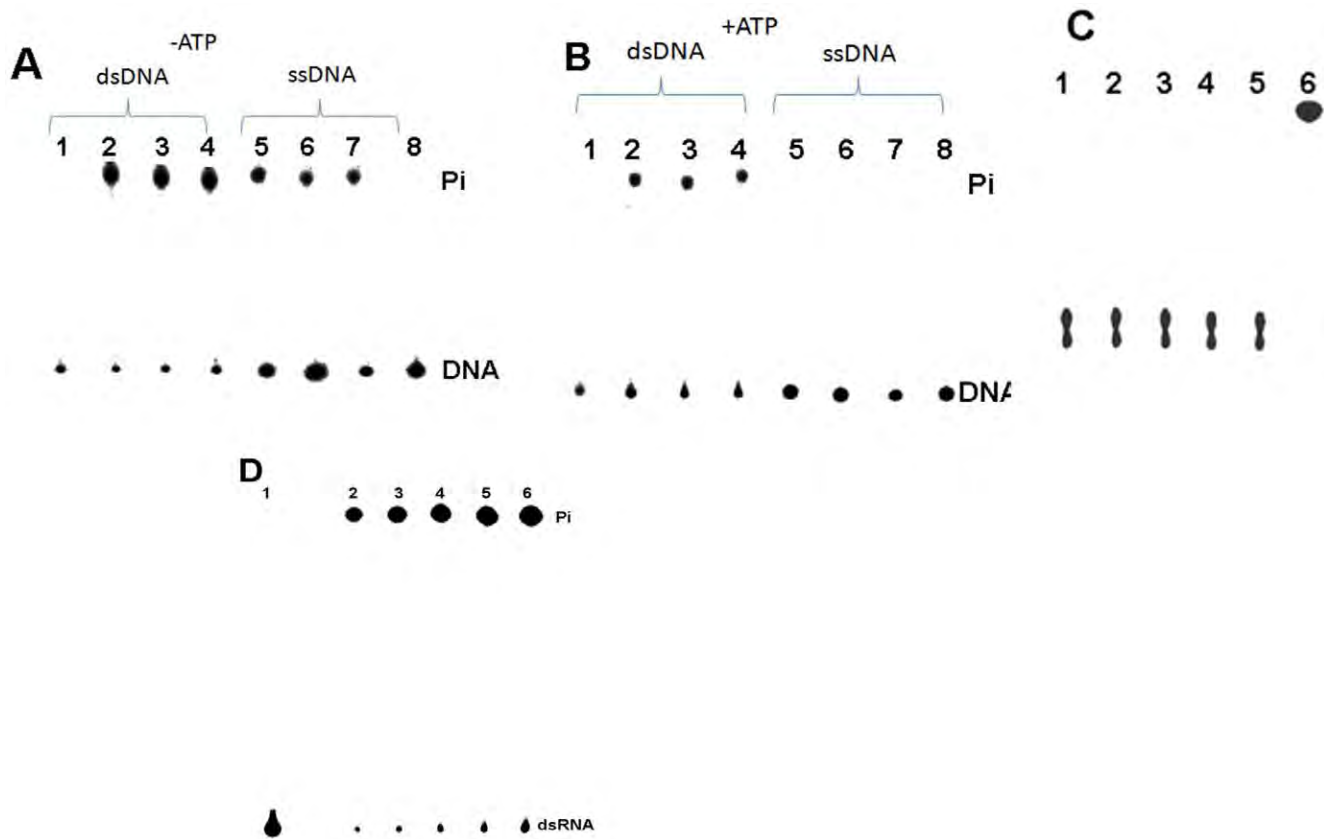 A
-ATP
dsDNA
ssDNA
1 2 3 4 5 6 7 8
Pi
DNA
B
+ATP
dsDNA
ssDNA
1 2 3 4 5 6 7 8
Pi
DNA
C
1 2 3 4 5 6
D
1 2 3 4 5 6
Pi
dsRNA